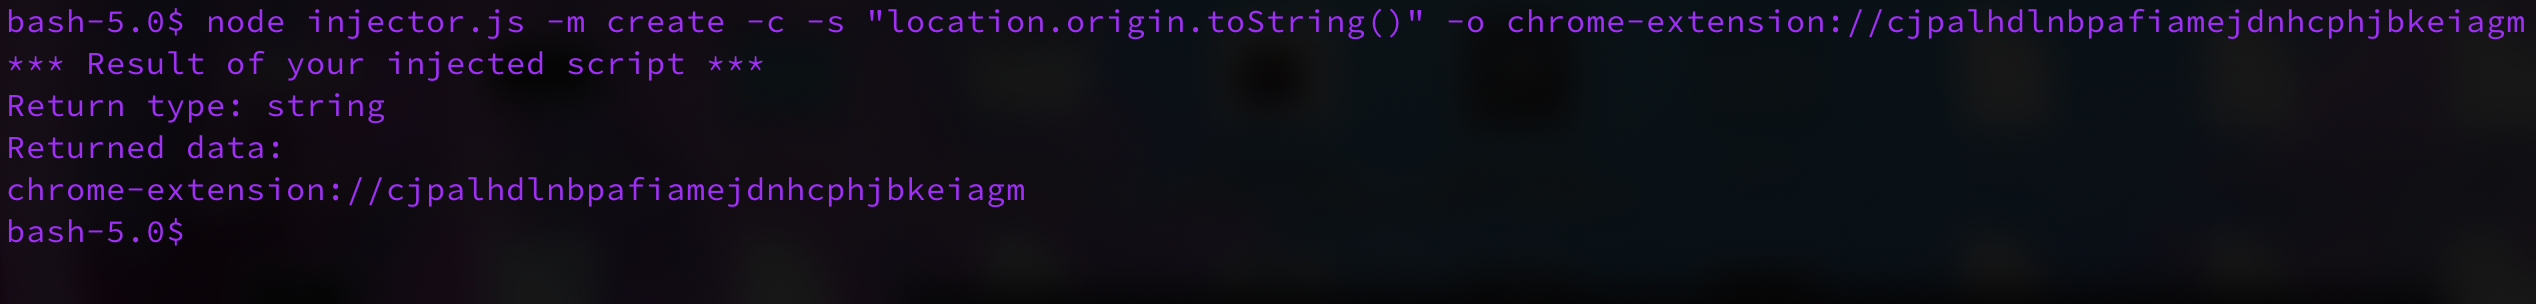 bash-5.0$ node injector.js -m create -c -s "location.origin.toString()" -o chrome-extension://cjpalhdlnbpafiamejdnhcphjbkeiagm
*** Result of your injected script ***
Return type: string
Returned data:
chrome-extension://cjpalhdlnbpafiamejdnhcphjbkeiagm
bash-5.0$